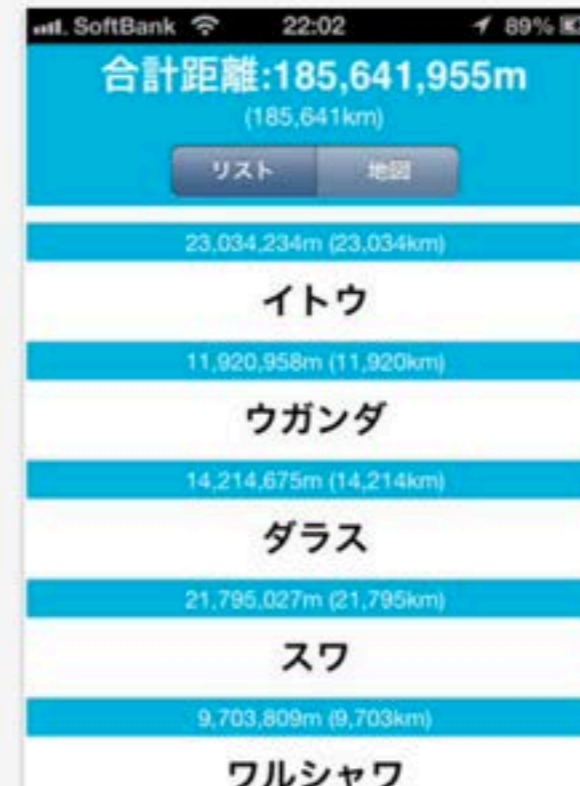 SoftBank 22:02 89%
合計距離:185,641,955m
(185,641km)
リスト 地図
23,034,234m (23,034km)
イトウ
11,920,958m (11,920km)
ウガンダ
14,214,675m (14,214km)
ダラス
21,795,027m (21,795km)
スワ
9,703,809m (9,703km)
ワルシャワ